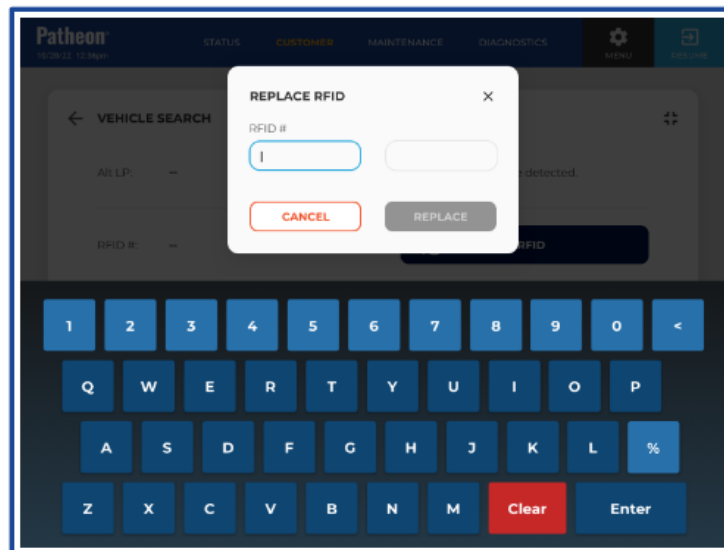 Patheon
10/28/22 12:36pm
STATUS
CUSTOMER
MAINTENANCE
DIAGNOSTICS
MENU
RESUME
VEHICLE SEARCH
Alt LP: --
detected
RFID #: --
RFID
REPLACE RFID
RFID #
CANCEL
REPLACE
1 2 3 4 5 6 7 8 9 0 <
Q W E R T Y U I O P
A S D F G H J K L %
Z X C V B N M Clear Enter